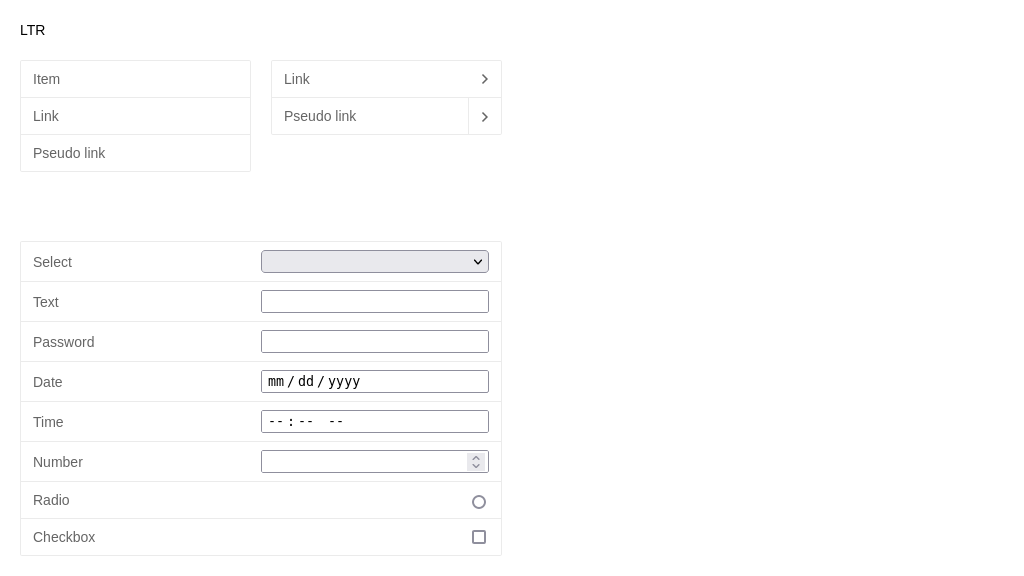 LTR
Item
Link
Pseudo link
Link
Pseudo link
Select
Text
Password
Date mm/dd/yyyy
Time --:-- --
Number
Radio
Checkbox